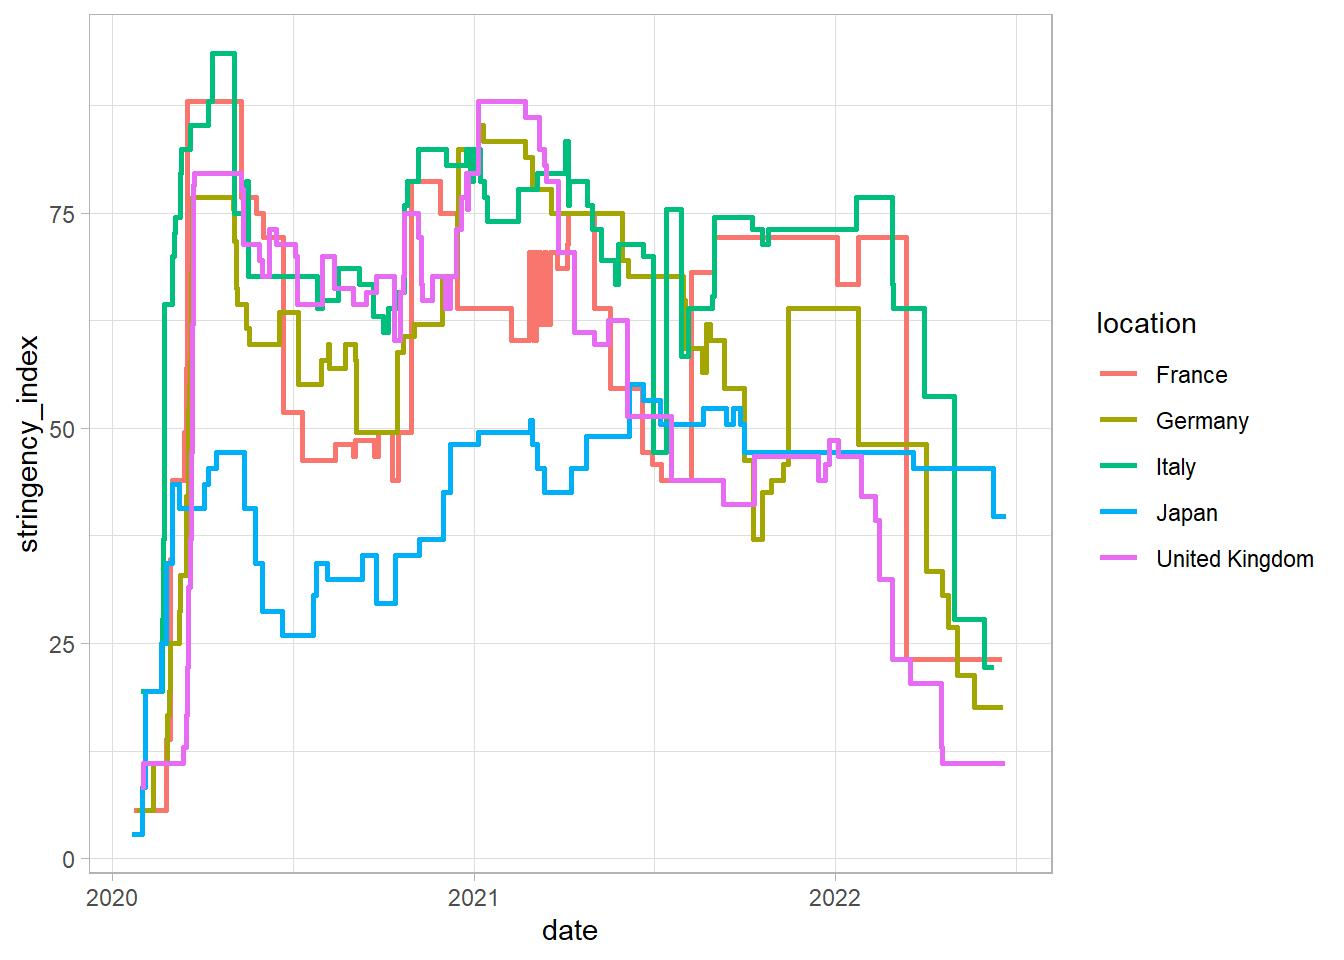 stringency_index
75
50
25
0
2020
2021
2022
date
location
France
Germany
Italy
Japan
United Kingdom